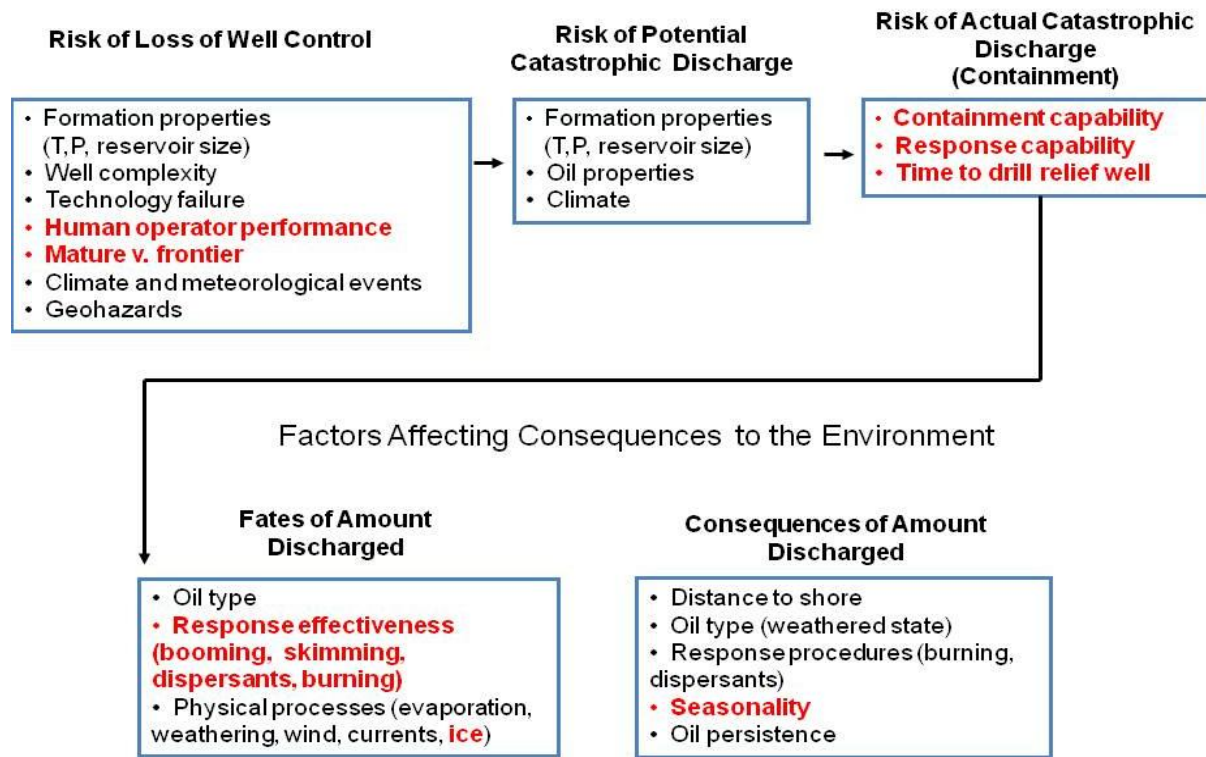 Risk of Loss of Well Control
• Formation properties
(T,P, reservoir size)
• Well complexity
• Technology failure
• Human operator performance
• Mature v. frontier
• Climate and meteorological events
• Geohazards
Risk of Potential
Catastrophic Discharge
• Formation properties
(T,P, reservoir size)
• Oil properties
• Climate
Risk of Actual Catastrophic
Discharge
(Containment)
• Containment capability
• Response capability
• Time to drill relief well
Factors Affecting Consequences to the Environment
Fates of Amount
Discharged
• Oil type
• Response effectiveness
(booming, skimming,
dispersants, burning)
• Physical processes (evaporation,
weathering, wind, currents, ice)
Consequences of Amount
Discharged
• Distance to shore
• Oil type (weathered state)
• Response procedures (burning,
dispersants)
• Seasonality
• Oil persistence